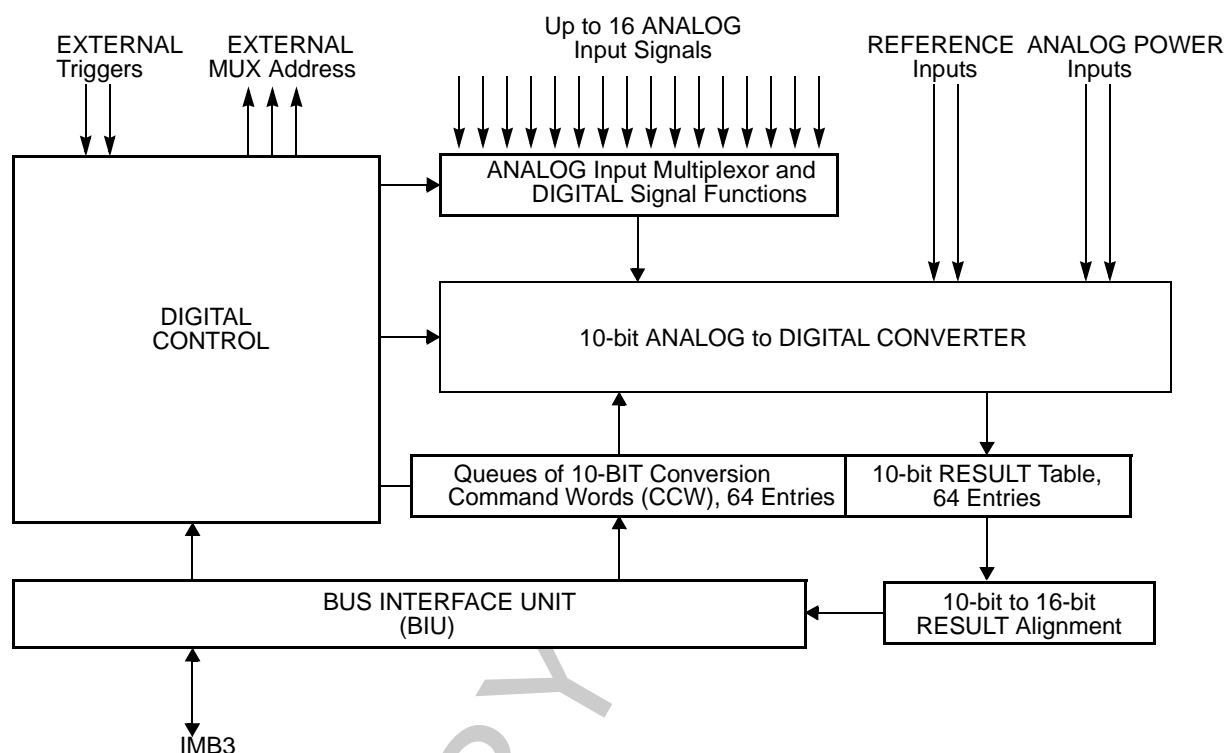 EXTERNAL
Triggers
EXTERNAL
MUX Address
Up to 16 ANALOG
Input Signals
REFERENCE
Inputs
ANALOG POWER
Inputs
ANALOG Input Multiplexor and
DIGITAL Signal Functions
DIGITAL
CONTROL
10-bit ANALOG to DIGITAL CONVERTER
Queues of 10-BIT Conversion
Command Words (CCW), 64 Entries
10-bit RESULT Table,
64 Entries
BUS INTERFACE UNIT
(BIU)
10-bit to 16-bit
RESULT Alignment
IMB3
P Y